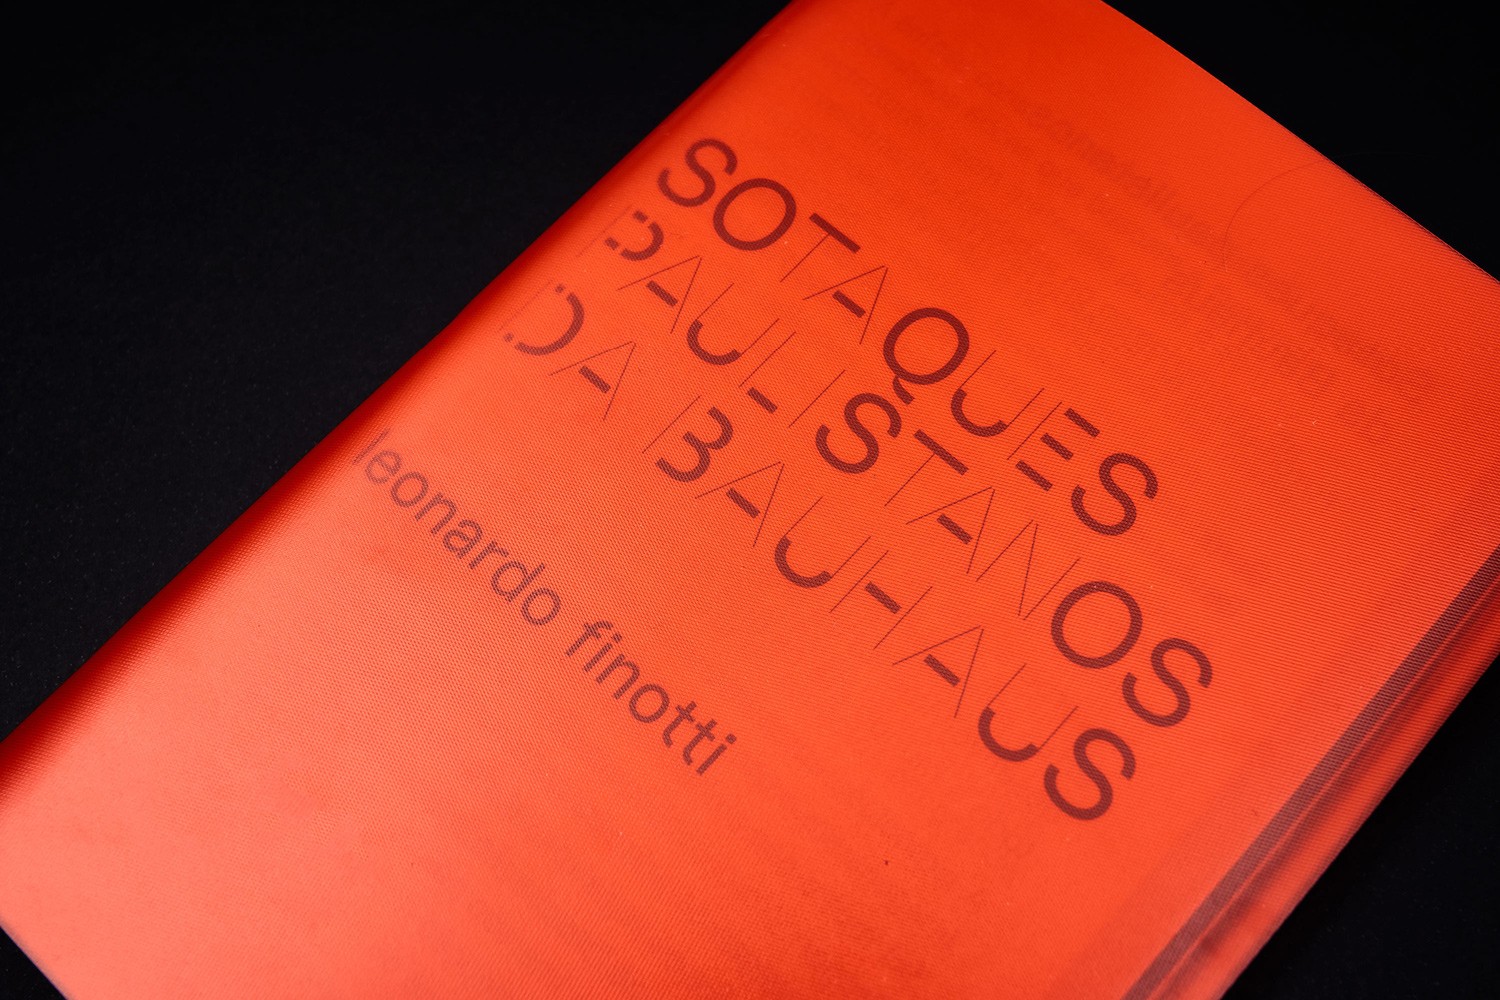 SOTAQUES
PAULISTANOS
DA BAUHAUS
leonardo finotti